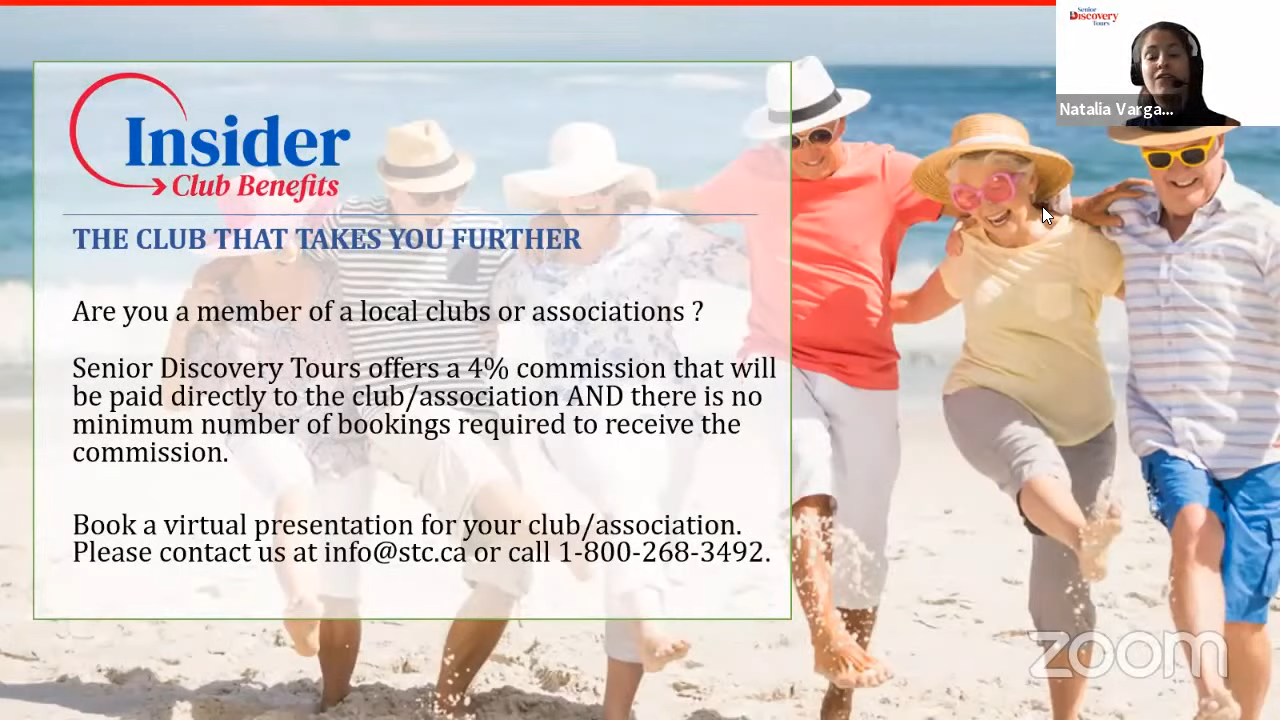 Senior
Discovery
Tours
Natalia Varga...
Insider
Club Benefits
THE CLUB THAT TAKES YOU FURTHER
Are you a member of a local clubs or associations ?
Senior Discovery Tours offers a 4% commission that will
be paid directly to the club/association AND there is no
minimum number of bookings required to receive the
commission.
Book a virtual presentation for your club/association.
Please contact us at info@stc.ca or call 1-800-268-3492.
zoom